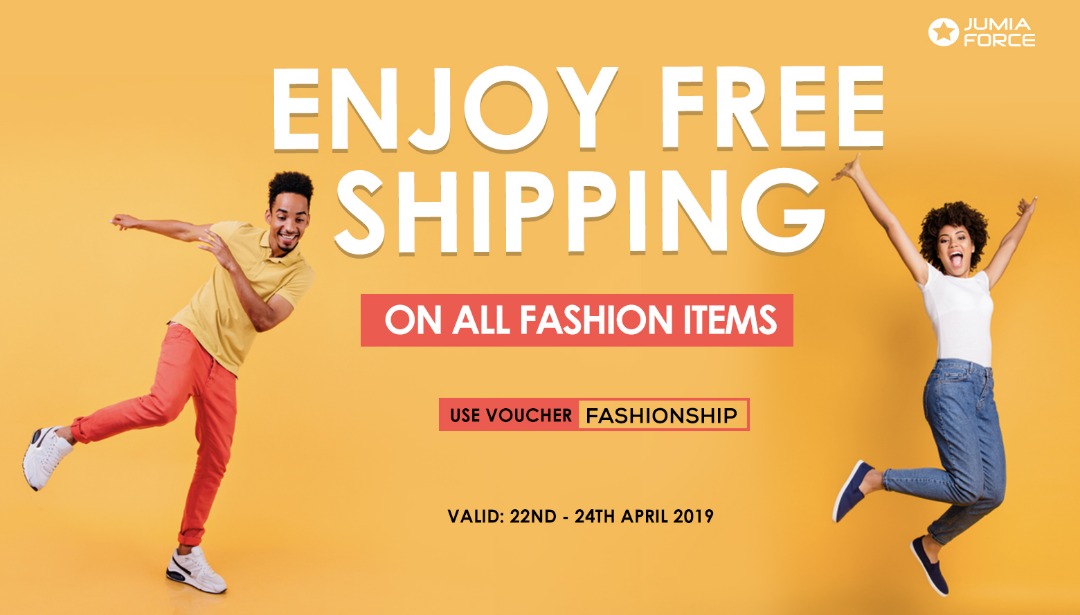 JUMIA
FORCE
ENJOY FREE
SHIPPING
ON ALL FASHION ITEMS
USE VOUCHER FASHIONSHIP
VALID: 22ND - 24TH APRIL 2019